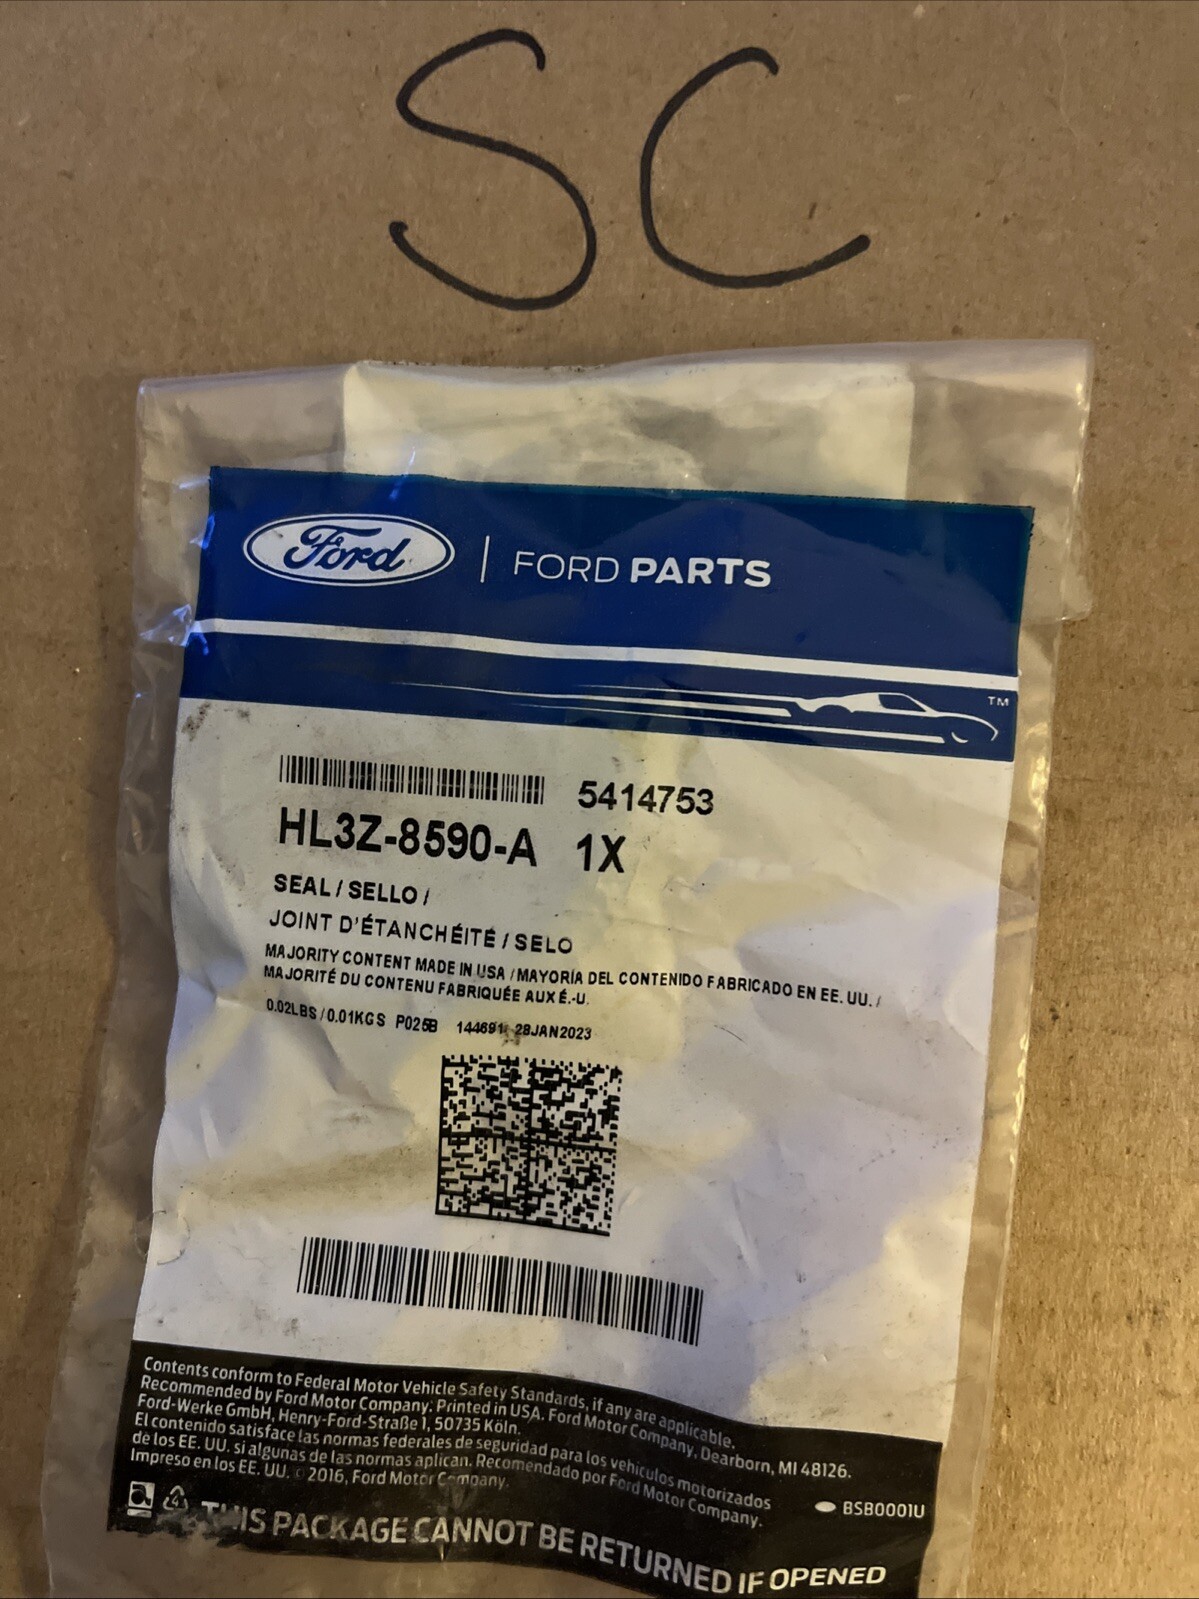 SC
Ford | FORD PARTS
TM
5414753
HL3Z-8590-A 1X
SEAL / SELLO /
JOINT D'ÉTANCHÉITÉ / SELO
MAJORITY CONTENT MADE IN USA / MAYORÍA DEL CONTENIDO FABRICADO EN EE. UU. /
MAJORITÉ DU CONTENU FABRIQUÉE AUX É.-U.
0.02LBS / 0.01KGS P025B 144691 28JAN2023
Contents conform to Federal Motor Vehicle Safety Standards, if any are applicable.
Recommended by Ford Motor Company. Printed in USA. Ford Motor Company, Dearborn, MI 48126.
Ford-Werke GmbH, Henry-Ford-Straße 1, 50735 Köln.
El contenido satisface las normas federales de seguridad para los vehículos motorizados
de los EE. UU. si algunas de las normas aplican. Recomendado por Ford Motor Company.
Impreso en los EE. UU. © 2016, Ford Motor Company.
4
BSB0001U
THIS PACKAGE CANNOT BE RETURNED IF OPENED